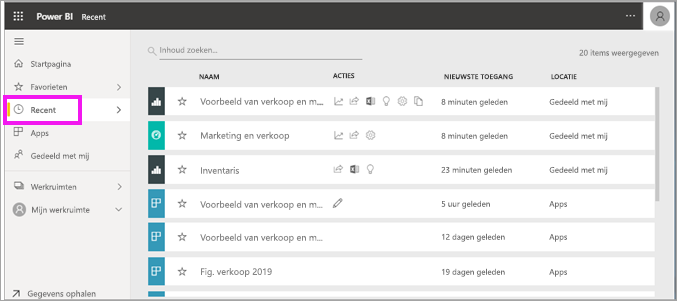 Power BI Recent
Inhoud zoeken...
20 items weergegeven
Startpagina
Favorieten
Recent
Apps
Gedeeld met mij
Werkruimten
Mijn werkruimte
Gegevens ophalen
NAAM ACTIES NIEUWSTE TOEGANG LOCATIE
Voorbeeld van verkoop en m... 8 minuten geleden Gedeeld met mij
Marketing en verkoop 8 minuten geleden Gedeeld met mij
Inventaris 23 minuten geleden Gedeeld met mij
Voorbeeld van verkoop en m... 5 uur geleden Apps
Voorbeeld van verkoop en m... 12 dagen geleden Apps
Fig. verkoop 2019 19 dagen geleden Apps